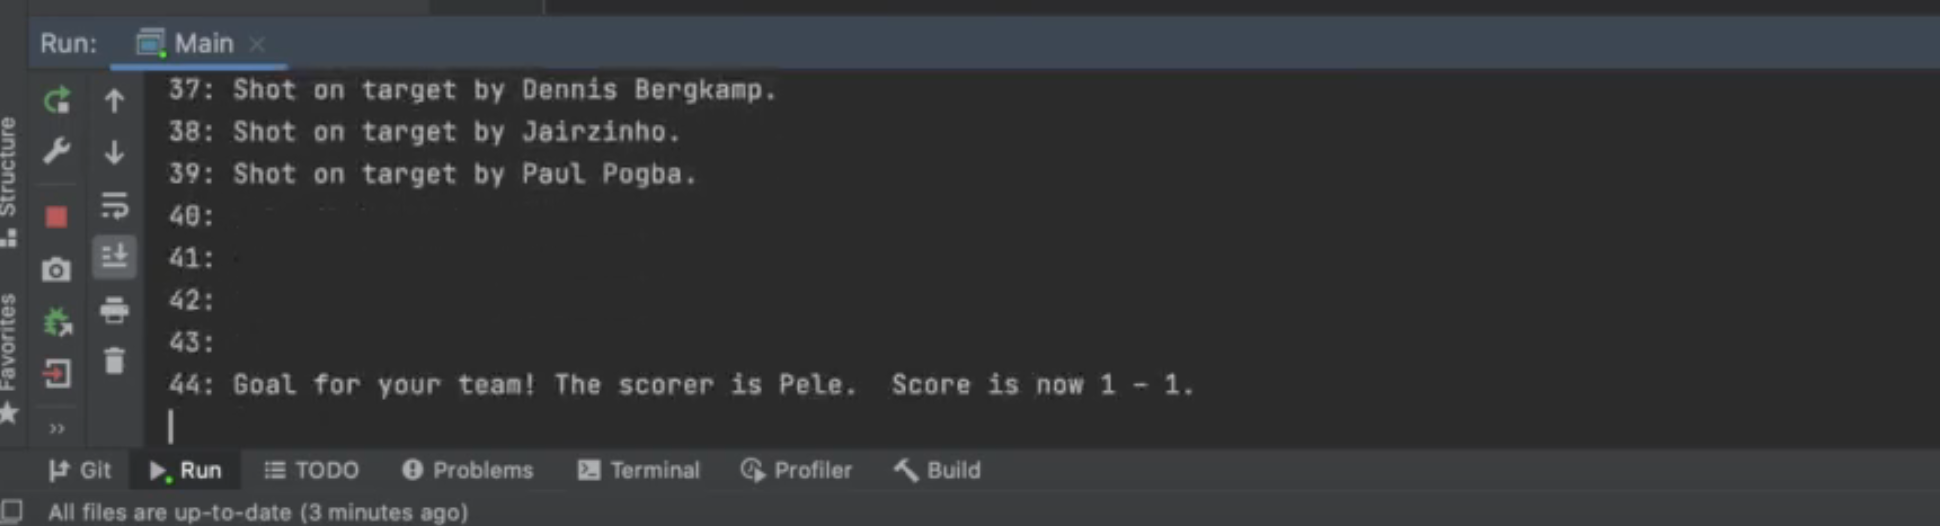 Run: Main
37: Shot on target by Dennis Bergkamp.
38: Shot on target by Jairzinho.
39: Shot on target by Paul Pogba.
40:
41:
42:
43:
44: Goal for your team! The scorer is Pele.  Score is now 1 - 1.
Structure
Favorites
Git Run TODO Problems Terminal Profiler Build
All files are up-to-date (3 minutes ago)